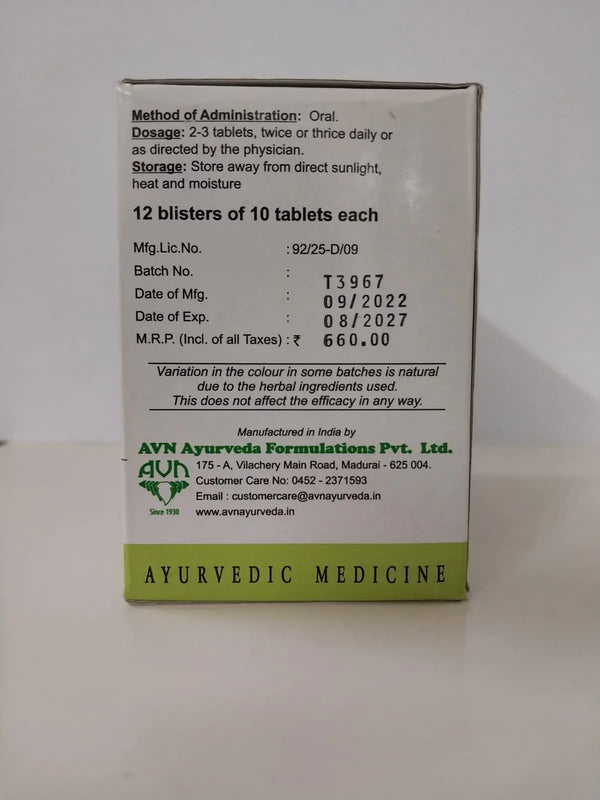 Method of Administration: Oral.
Dosage: 2-3 tablets, twice or thrice daily or
as directed by the physician.
Storage: Store away from direct sunlight,
heat and moisture
12 blisters of 10 tablets each
Mfg.Lic.No. : 92/25-D/09
Batch No. : T3967
Date of Mfg. : 09/2022
Date of Exp. : 08/2027
M.R.P. (Incl. of all Taxes) : ₹ 660.00
Variation in the colour in some batches is natural
due to the herbal ingredients used.
This does not affect the efficacy in any way.
Manufactured in India by
AVN Ayurveda Formulations Pvt. Ltd.
AVN
Since 1930
175 - A, Vilachery Main Road, Madurai - 625 004.
Customer Care No: 0452 - 2371593
Email : customercare@avnayurveda.in
www.avnayurveda.in
AYURVEDIC MEDICINE